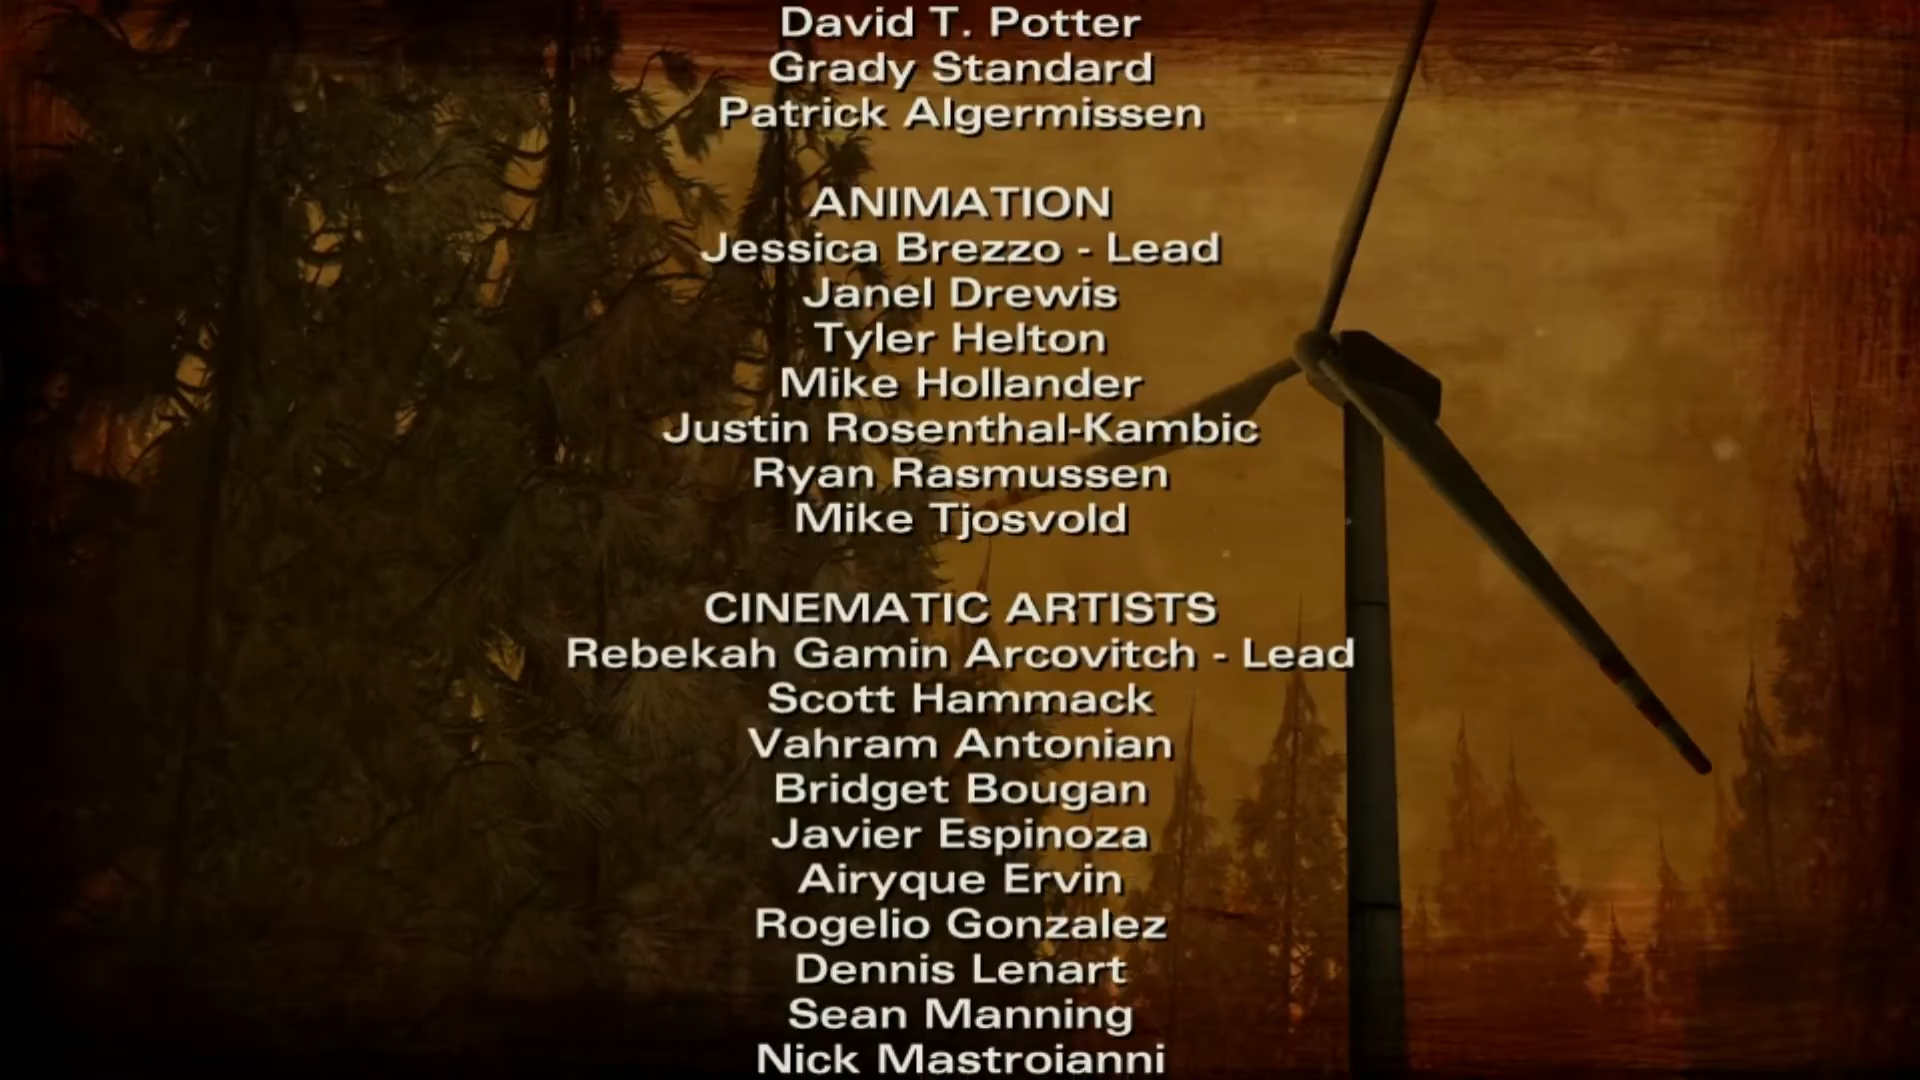 David T. Potter
Grady Standard
Patrick Algermissen
ANIMATION
Jessica Brezzo - Lead
Janel Drewis
Tyler Helton
Mike Hollander
Justin Rosenthal-Kambic
Ryan Rasmussen
Mike Tjosvold
CINEMATIC ARTISTS
Rebekah Gamin Arcovitch - Lead
Scott Hammack
Vahram Antonian
Bridget Bougan
Javier Espinoza
Airyque Ervin
Rogelio Gonzalez
Dennis Lenart
Sean Manning
Nick Mastroianni